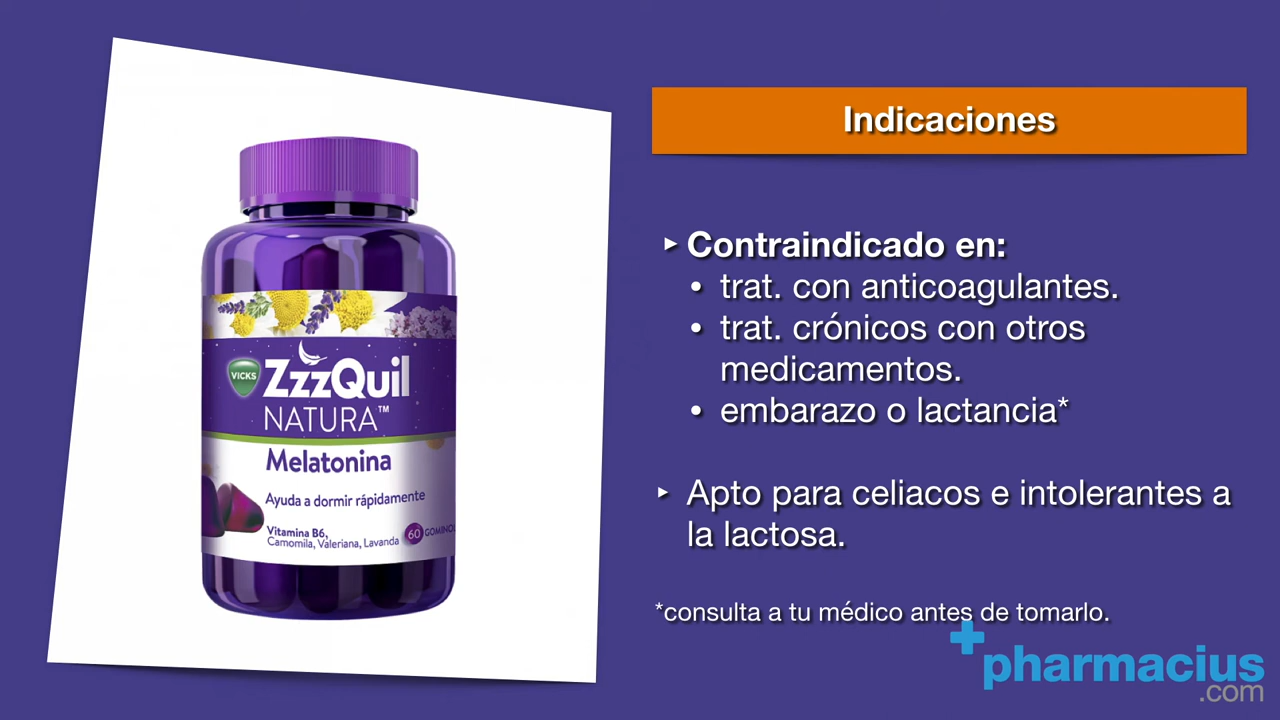 Indicaciones
VICKS
ZzzQuil
NATURA™
Melatonina
Ayuda a dormir rápidamente
Vitamina B6,
Camomila, Valeriana, Lavanda
60
▸ Contraindicado en:
• trat. con anticoagulantes.
• trat. crónicos con otros
medicamentos.
• embarazo o lactancia*
▸ Apto para celiacos e intolerantes a
la lactosa.
*consulta a tu médico antes de tomarlo.
pharmacius
.com